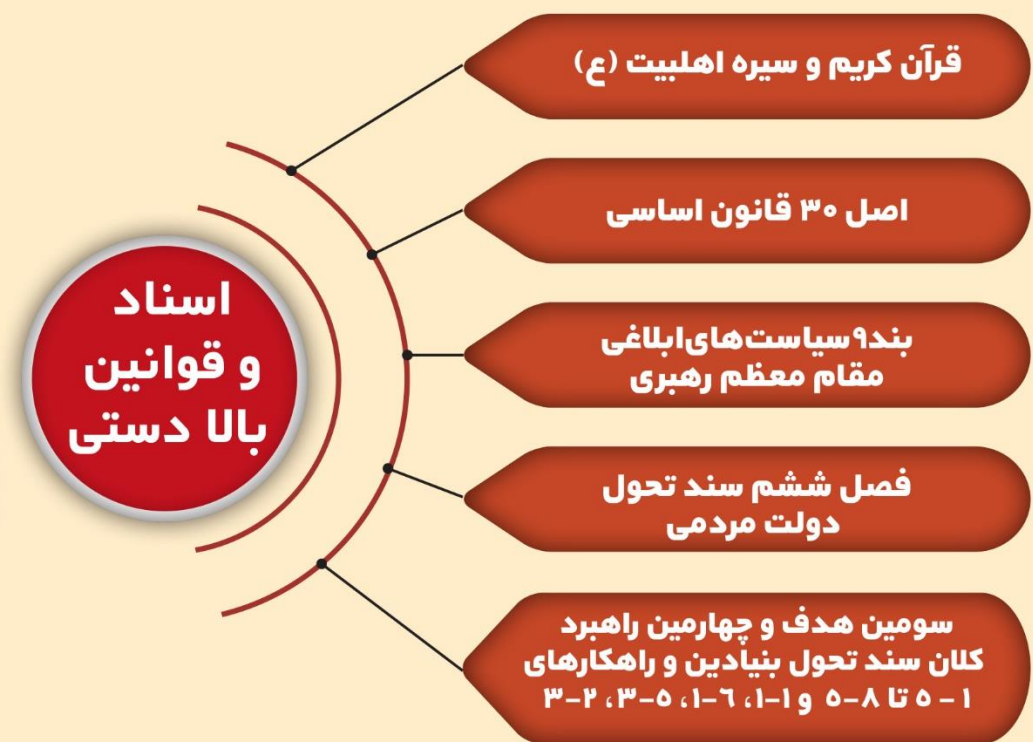 اسناد
و قوانین
بالا دستی
قرآن کریم و سیره اهلبیت (ع)
اصل ۳۰ قانون اساسی
بند۹سیاست‌های‌ابلاغی
مقام معظم رهبری
فصل ششم سند تحول
دولت مردمی
سومین هدف و چهارمین راهبرد
کلان سند تحول بنیادین و راهکارهای
۱ - ۵ تا ۸-۵ و ۱-۱، ۶-۱، ۵-۳، ۲-۳